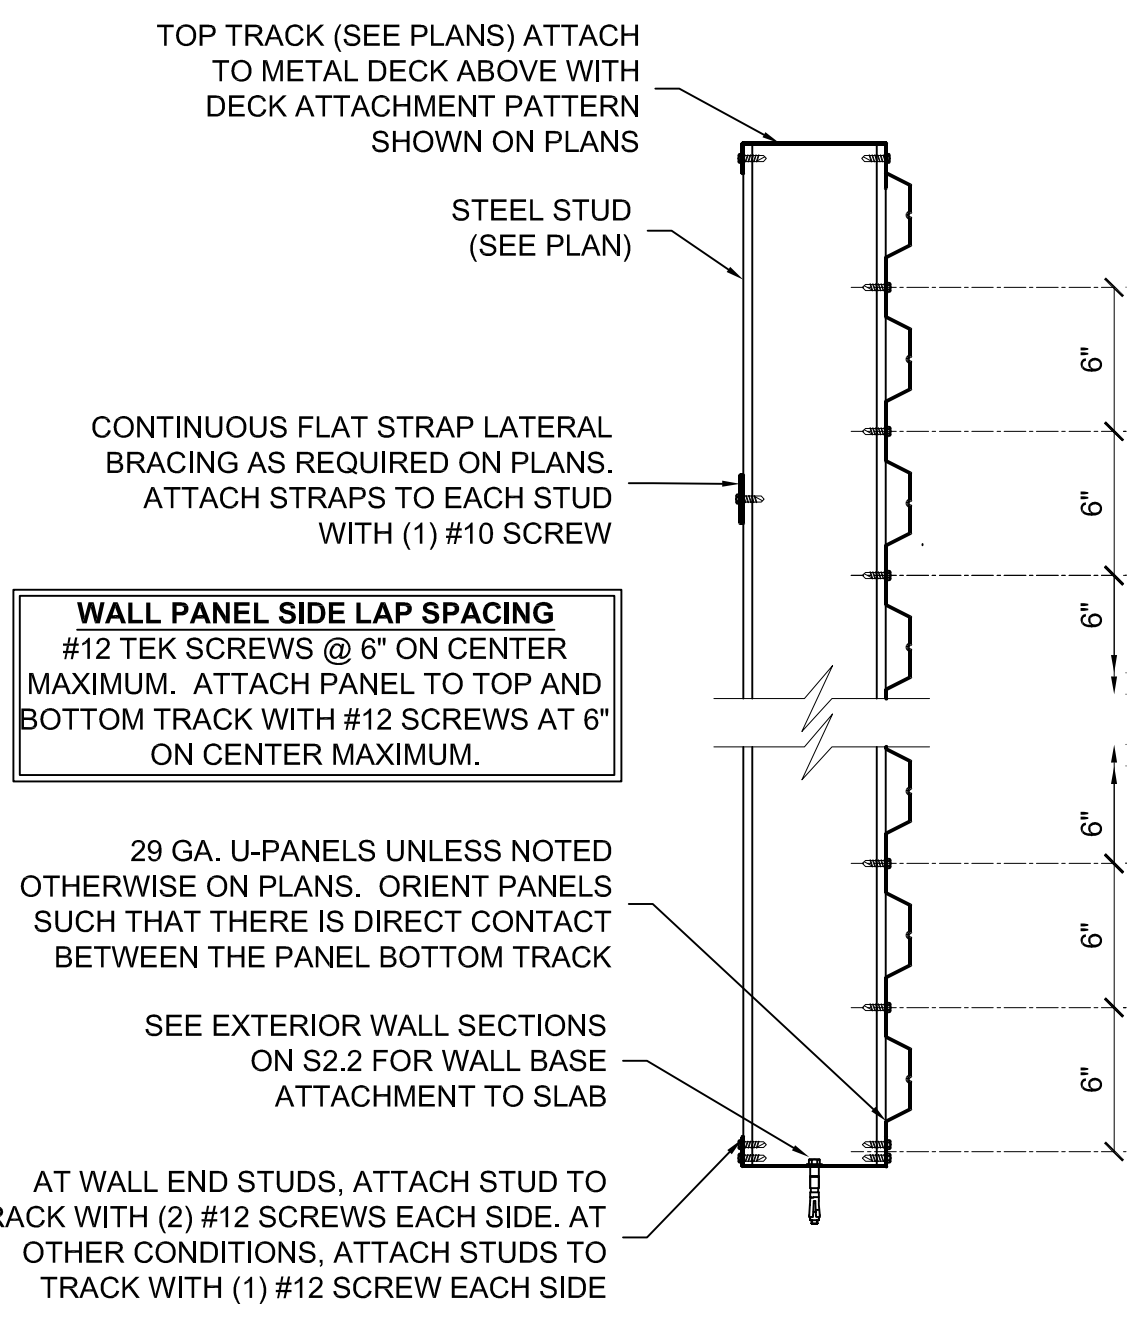 TOP TRACK (SEE PLANS) ATTACH
TO METAL DECK ABOVE WITH
DECK ATTACHMENT PATTERN
SHOWN ON PLANS
STEEL STUD
(SEE PLAN)
CONTINUOUS FLAT STRAP LATERAL
BRACING AS REQUIRED ON PLANS.
ATTACH STRAPS TO EACH STUD
WITH (1) #10 SCREW
WALL PANEL SIDE LAP SPACING
#12 TEK SCREWS @ 6" ON CENTER
MAXIMUM. ATTACH PANEL TO TOP AND
BOTTOM TRACK WITH #12 SCREWS AT 6"
ON CENTER MAXIMUM.
29 GA. U-PANELS UNLESS NOTED
OTHERWISE ON PLANS. ORIENT PANELS
SUCH THAT THERE IS DIRECT CONTACT
BETWEEN THE PANEL BOTTOM TRACK
SEE EXTERIOR WALL SECTIONS
ON S2.2 FOR WALL BASE
ATTACHMENT TO SLAB
AT WALL END STUDS, ATTACH STUD TO
RACK WITH (2) #12 SCREWS EACH SIDE. AT
OTHER CONDITIONS, ATTACH STUDS TO
TRACK WITH (1) #12 SCREW EACH SIDE
6"
6"
6"
6"
6"
6"